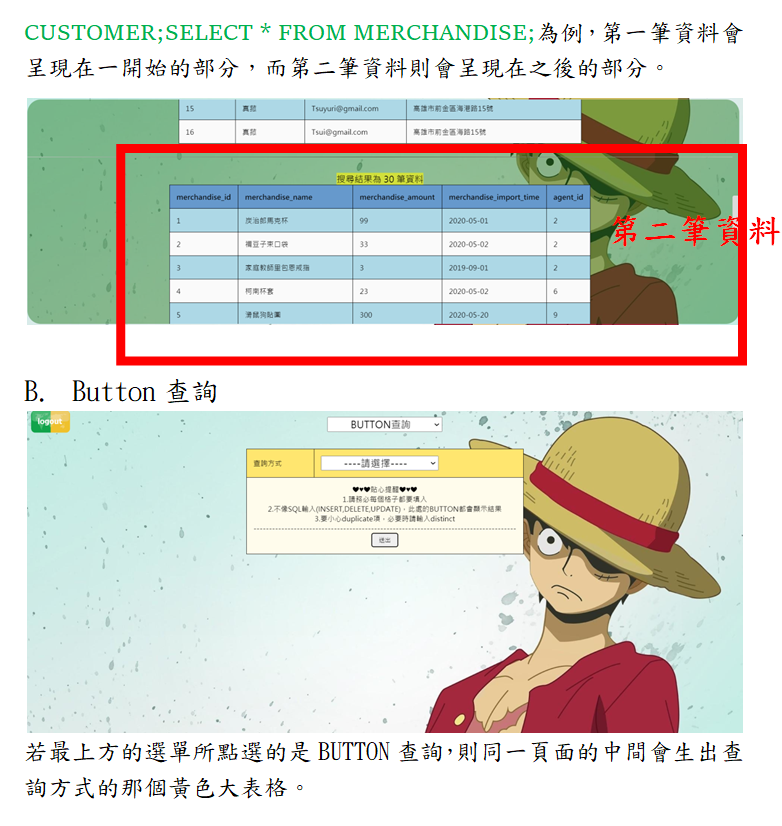 CUSTOMER;SELECT * FROM MERCHANDISE;為例，第一筆資料會
呈現在一開始的部分，而第二筆資料則會呈現在之後的部分。
15 真菰 Tsuyuri@gmail.com 高雄市前金區海港路15號
16 真菰 Tsui@gmail.com 高雄市前金區海港路15號
搜尋結果為 30 筆資料
merchandise_id merchandise_name merchandise_amount merchandise_import_time agent_id
1 炭治郎馬克杯 99 2020-05-01 2
2 禰豆子束口袋 33 2020-05-02 2
3 家庭教師里包恩戒指 3 2019-09-01 2
4 柯南杯套 23 2020-05-02 6
5 滑鼠狗貼圖 300 2020-05-20 9
第二筆資料
B. Button 查詢
logout
BUTTON查詢
查詢方式 ----請選擇----
♥♥♥貼心提醒♥♥♥
1.請務必每個格子都要填入
2.不像SQL輸入(INSERT,DELETE,UPDATE)，此處的BUTTON都會顯示結果
3.要小心duplicate項，必要時請輸入distinct
送出
若最上方的選單所點選的是 BUTTON 查詢，則同一頁面的中間會生出查
詢方式的那個黃色大表格。